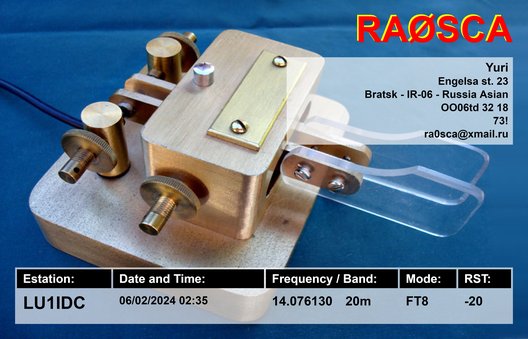 RAØSCA
Yuri
Engelsa st. 23
Bratsk - IR-06 - Russia Asian
OO06td 32 18
73!
ra0sca@xmail.ru
Estation: Date and Time: Frequency / Band: Mode: RST:
LU1IDC 06/02/2024 02:35 14.076130 20m FT8 -20